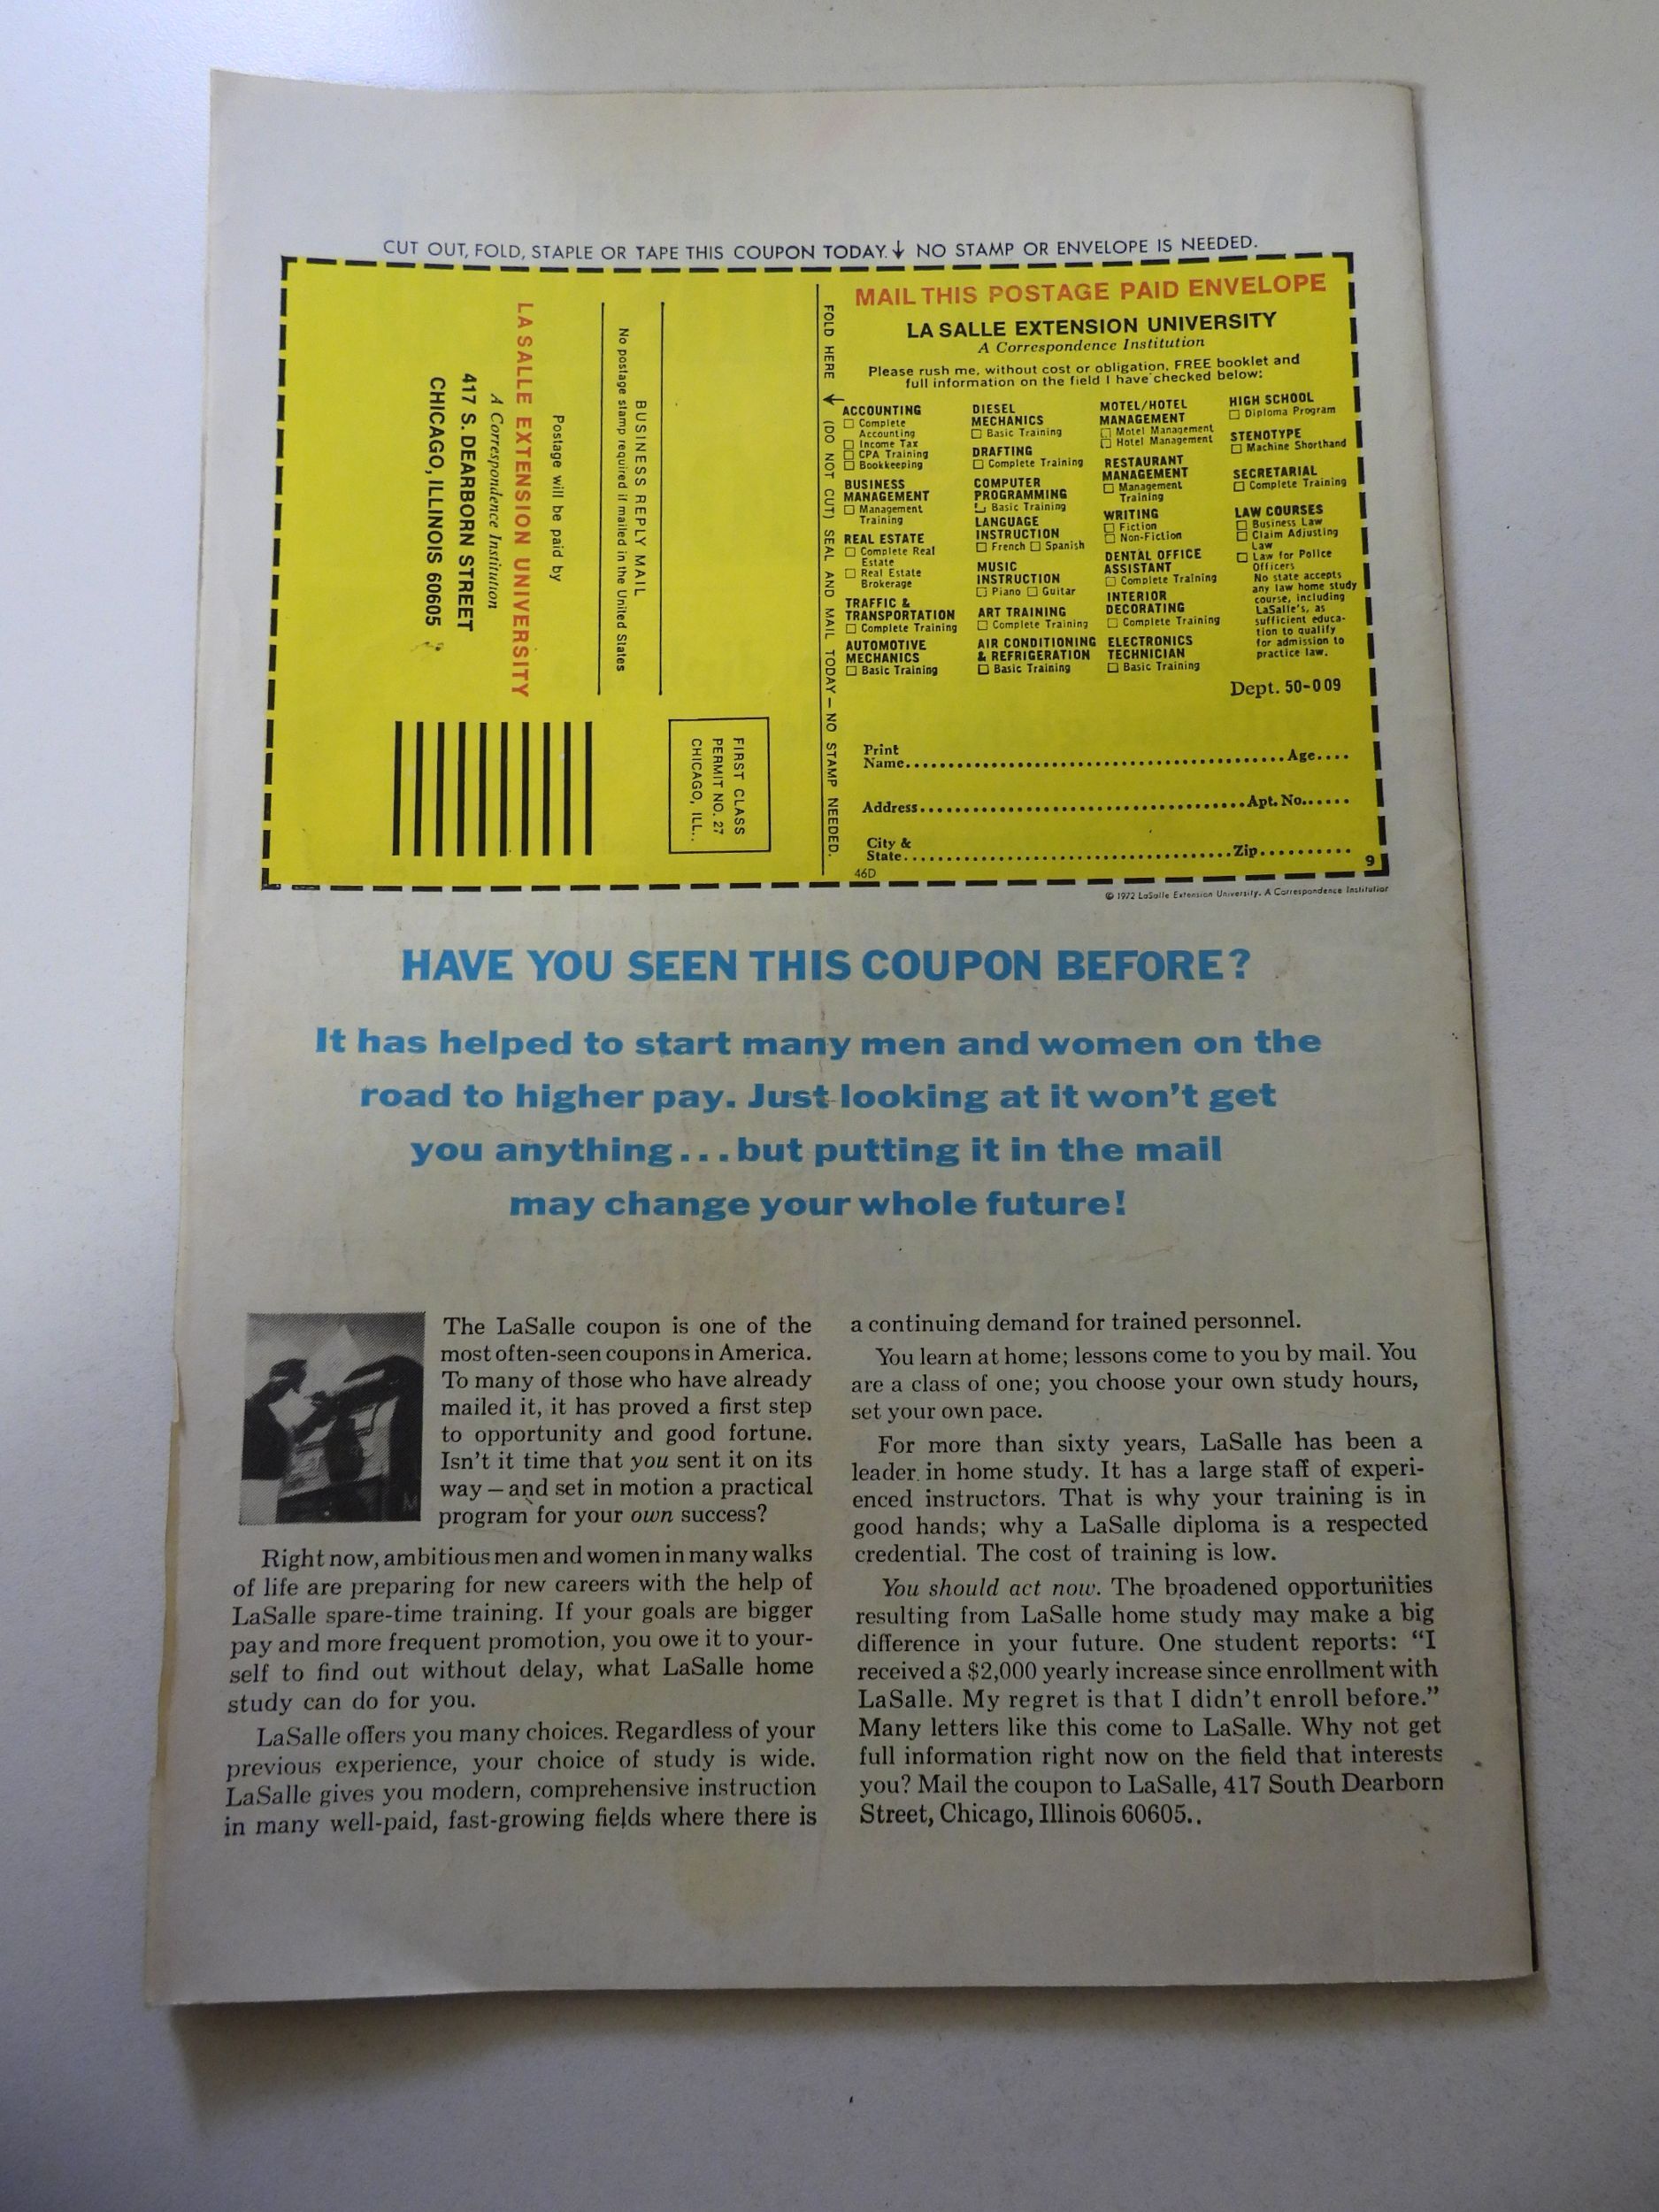 CUT OUT, FOLD, STAPLE OR TAPE THIS COUPON TODAY. ↓ NO STAMP OR ENVELOPE IS NEEDED.
BUSINESS REPLY MAIL
No postage stamp required if mailed in the United States
Postage will be paid by
LA SALLE EXTENSION UNIVERSITY
A Correspondence Institution
417 S. DEARBORN STREET
CHICAGO, ILLINOIS 60605
FIRST CLASS
PERMIT NO. 27
CHICAGO, ILL..
FOLD HERE ↓ (DO NOT CUT) SEAL AND MAIL TODAY — NO STAMP NEEDED.
MAIL THIS POSTAGE PAID ENVELOPE
LA SALLE EXTENSION UNIVERSITY
A Correspondence Institution
Please rush me, without cost or obligation, FREE booklet and
full information on the field I have checked below:
ACCOUNTING
☐ Complete
Accounting
☐ Income Tax
☐ CPA Training
☐ Bookkeeping
BUSINESS
MANAGEMENT
☐ Management
Training
REAL ESTATE
☐ Complete Real
Estate
☐ Real Estate
Brokerage
TRAFFIC &
TRANSPORTATION
☐ Complete Training
AUTOMOTIVE
MECHANICS
☐ Basic Training
DIESEL
MECHANICS
☐ Basic Training
DRAFTING
☐ Complete Training
COMPUTER
PROGRAMMING
☐ Basic Training
LANGUAGE
INSTRUCTION
☐ French ☐ Spanish
MUSIC
INSTRUCTION
☐ Piano ☐ Guitar
ART TRAINING
☐ Complete Training
AIR CONDITIONING
& REFRIGERATION
☐ Basic Training
MOTEL/HOTEL
MANAGEMENT
☐ Motel Management
☐ Hotel Management
RESTAURANT
MANAGEMENT
☐ Management
Training
WRITING
☐ Fiction
☐ Non-Fiction
DENTAL OFFICE
ASSISTANT
☐ Complete Training
INTERIOR
DECORATING
☐ Complete Training
ELECTRONICS
TECHNICIAN
☐ Basic Training
HIGH SCHOOL
☐ Diploma Program
STENOTYPE
☐ Machine Shorthand
SECRETARIAL
☐ Complete Training
LAW COURSES
☐ Business Law
☐ Claim Adjusting
Law
☐ Law for Police
Officers
No state accepts
any law home study
course, including
LaSalle's, as
sufficient educa-
tion to qualify
for admission to
practice law.
Dept. 50-009
Print
Name.....Age....
Address.....Apt. No......
City &
State.....Zip..........
46D
9
© 1972 LaSalle Extension University. A Correspondence Institution
HAVE YOU SEEN THIS COUPON BEFORE?
It has helped to start many men and women on the
road to higher pay. Just looking at it won't get
you anything...but putting it in the mail
may change your whole future!
The LaSalle coupon is one of the
most often-seen coupons in America.
To many of those who have already
mailed it, it has proved a first step
to opportunity and good fortune.
Isn't it time that you sent it on its
way — and set in motion a practical
program for your own success?
Right now, ambitious men and women in many walks
of life are preparing for new careers with the help of
LaSalle spare-time training. If your goals are bigger
pay and more frequent promotion, you owe it to your-
self to find out without delay, what LaSalle home
study can do for you.
LaSalle offers you many choices. Regardless of your
previous experience, your choice of study is wide.
LaSalle gives you modern, comprehensive instruction
in many well-paid, fast-growing fields where there is
a continuing demand for trained personnel.
You learn at home; lessons come to you by mail. You
are a class of one; you choose your own study hours,
set your own pace.
For more than sixty years, LaSalle has been a
leader in home study. It has a large staff of experi-
enced instructors. That is why your training is in
good hands; why a LaSalle diploma is a respected
credential. The cost of training is low.
You should act now. The broadened opportunities
resulting from LaSalle home study may make a big
difference in your future. One student reports: “I
received a $2,000 yearly increase since enrollment with
LaSalle. My regret is that I didn't enroll before.”
Many letters like this come to LaSalle. Why not get
full information right now on the field that interests
you? Mail the coupon to LaSalle, 417 South Dearborn
Street, Chicago, Illinois 60605..